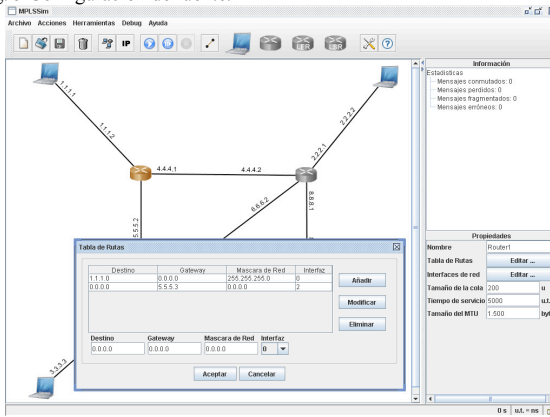 MPLSSim
Archivo Acciones Herramientas Debug Ayuda
IP
LER
LSR
Información
Estadísticas
Mensajes conmutados: 0
Mensajes perdidos: 0
Mensajes fragmentados: 0
Mensajes erróneos: 0
1.1.1.1
1.1.1.2
2.2.2.2
2.2.2.1
4.4.4.1
4.4.4.2
6.6.6.2
8.8.8.1
5.5.5.2
3.3.3.3
Tabla de Rutas
Destino Gateway Mascara de Red Interfaz
1.1.1.0 0.0.0.0 255.255.255.0 0
0.0.0.0 5.5.5.3 0.0.0.0 2
Añadir
Modificar
Eliminar
Destino Gateway Mascara de Red Interfaz
0.0.0.0 0.0.0.0 0.0.0.0 0
Aceptar Cancelar
Propiedades
Nombre Router1
Tabla de Rutas Editar ...
Interfaces de red Editar ...
Tamaño de la cola 200 u
Tiempo de servicio 5000 u.t.
Tamaño del MTU 1.500 byt
0 s u.t. = ns